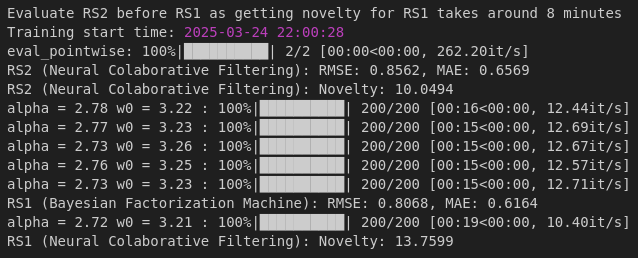 Evaluate RS2 before RS1 as getting novelty for RS1 takes around 8 minutes
Training start time: 2025-03-24 22:00:28
eval_pointwise: 100%|██████████| 2/2 [00:00<00:00, 262.20it/s]
RS2 (Neural Colaborative Filtering): RMSE: 0.8562, MAE: 0.6569
RS2 (Neural Colaborative Filtering): Novelty: 10.0494
alpha = 2.78 w0 = 3.22 : 100%|██████████| 200/200 [00:16<00:00, 12.44it/s]
alpha = 2.77 w0 = 3.23 : 100%|██████████| 200/200 [00:15<00:00, 12.69it/s]
alpha = 2.73 w0 = 3.26 : 100%|██████████| 200/200 [00:15<00:00, 12.67it/s]
alpha = 2.76 w0 = 3.25 : 100%|██████████| 200/200 [00:15<00:00, 12.57it/s]
alpha = 2.73 w0 = 3.23 : 100%|██████████| 200/200 [00:15<00:00, 12.71it/s]
RS1 (Bayesian Factorization Machine): RMSE: 0.8068, MAE: 0.6164
alpha = 2.72 w0 = 3.21 : 100%|██████████| 200/200 [00:19<00:00, 10.40it/s]
RS1 (Neural Colaborative Filtering): Novelty: 13.7599